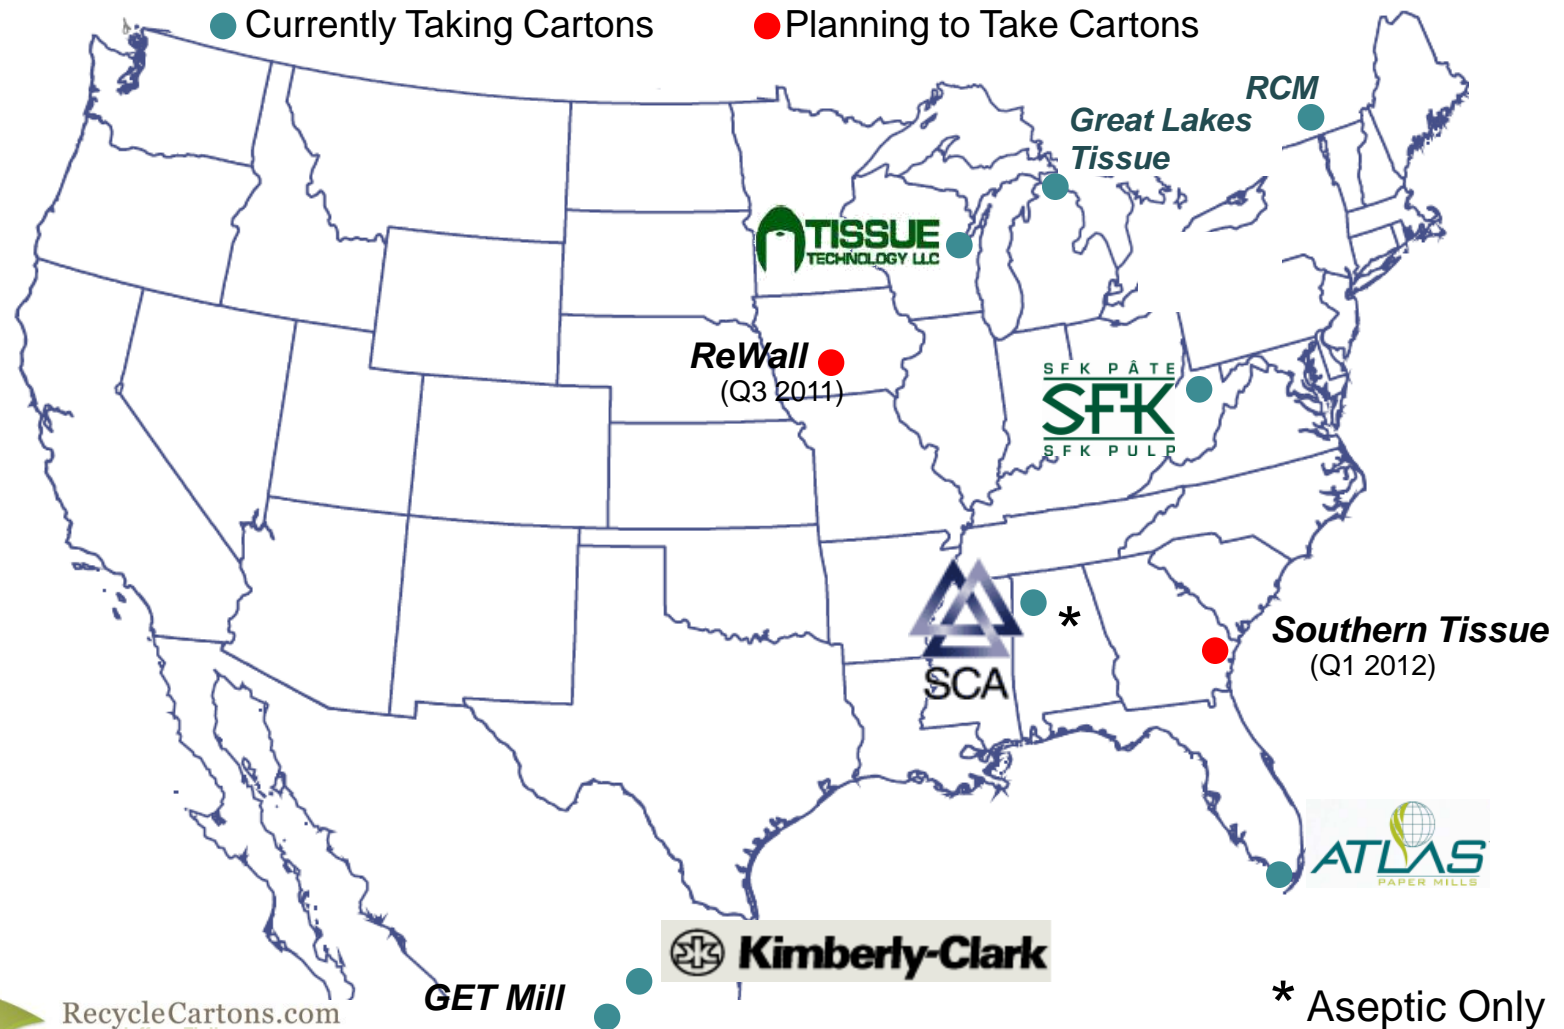 Currently Taking Cartons
Planning to Take Cartons
RCM
Great Lakes
Tissue
TISSUE
TECHNOLOGY LLC
ReWall
(Q3 2011)
SFK PÂTE
SFK
SFK PULP
*
SCA
Southern Tissue
(Q1 2012)
ATLAS
PAPER MILLS
Kimberly-Clark
GET Mill
RecycleCartons.com
* Aseptic Only